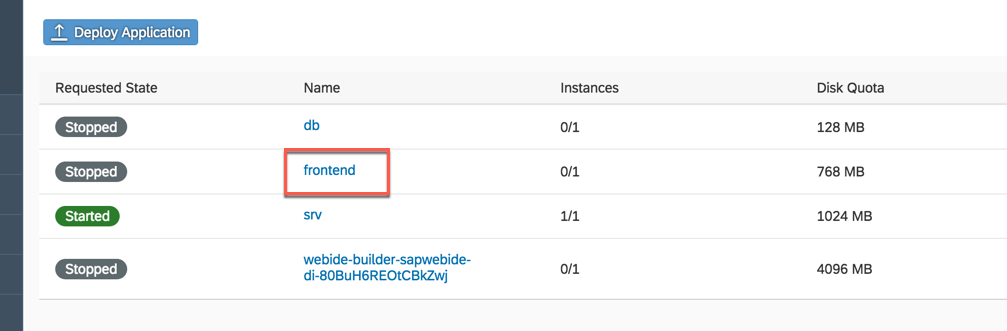 Deploy Application
Requested State Name Instances Disk Quota
Stopped db 0/1 128 MB
Stopped frontend 0/1 768 MB
Started srv 1/1 1024 MB
Stopped webide-builder-sapwebide- 0/1 4096 MB
di-80BuH6REOtCBkZwj